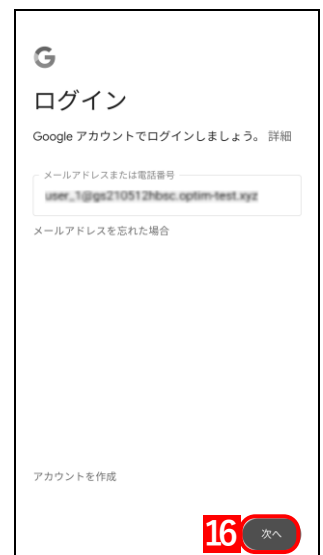 G
ログイン
Google アカウントでログインしましょう。 詳細
メールアドレスまたは電話番号
user_1@gs210512hbsc.optim-test.xyz
メールアドレスを忘れた場合
アカウントを作成
16 次へ